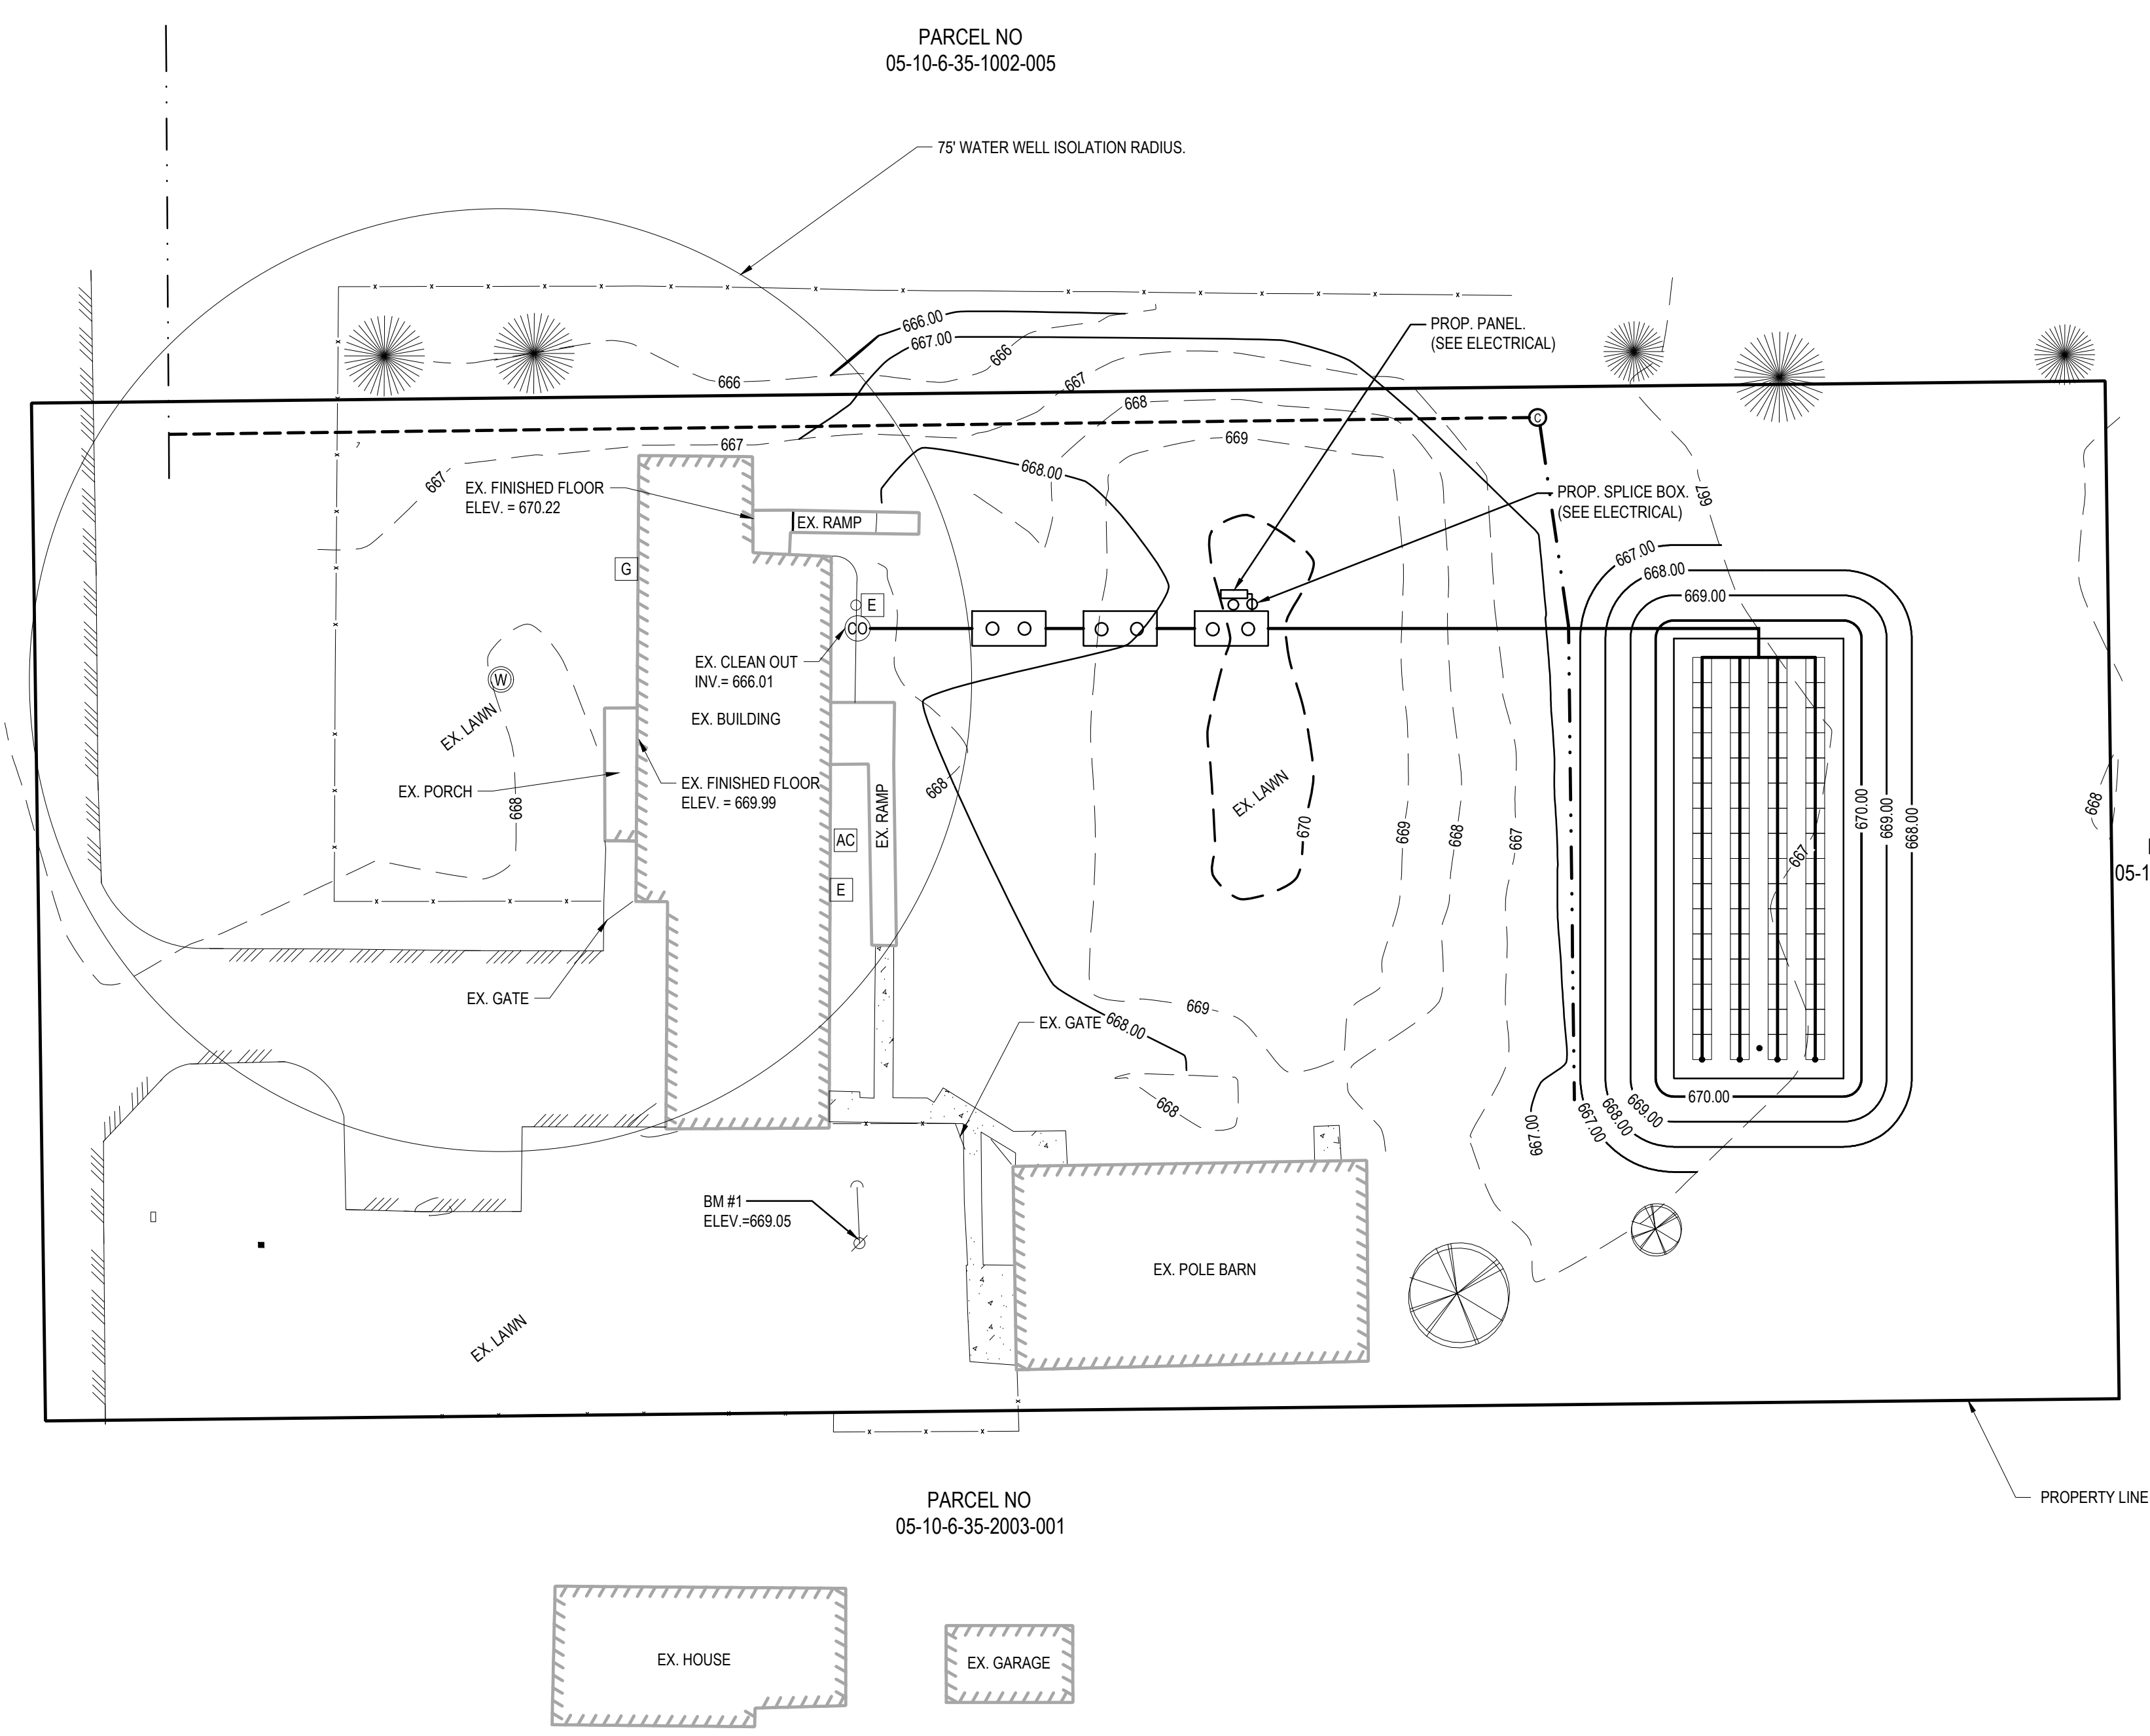 PARCEL NO
05-10-6-35-1002-005
75' WATER WELL ISOLATION RADIUS.
666.00
667.00
PROP. PANEL.
(SEE ELECTRICAL)
666
666
667
668
C
667
669
667
668.00
EX. FINISHED FLOOR
ELEV. = 670.22
EX. RAMP
PROP. SPLICE BOX.
(SEE ELECTRICAL)
667
667.00
668.00
669.00
G
E
CO
EX. CLEAN OUT
INV.= 666.01
W
EX. LAWN
EX. BUILDING
EX. PORCH
668
EX. FINISHED FLOOR
ELEV. = 669.99
668
EX. RAMP
AC
E
EX. LAWN
670
669
668
667
667
670.00
669.00
668.00
668
05-1
EX. GATE
EX. GATE
668.00
669
668
667.00
667.00
668.00
669.00
670.00
BM #1
ELEV.=669.05
EX. POLE BARN
EX. LAWN
PROPERTY LINE
PARCEL NO
05-10-6-35-2003-001
EX. HOUSE
EX. GARAGE